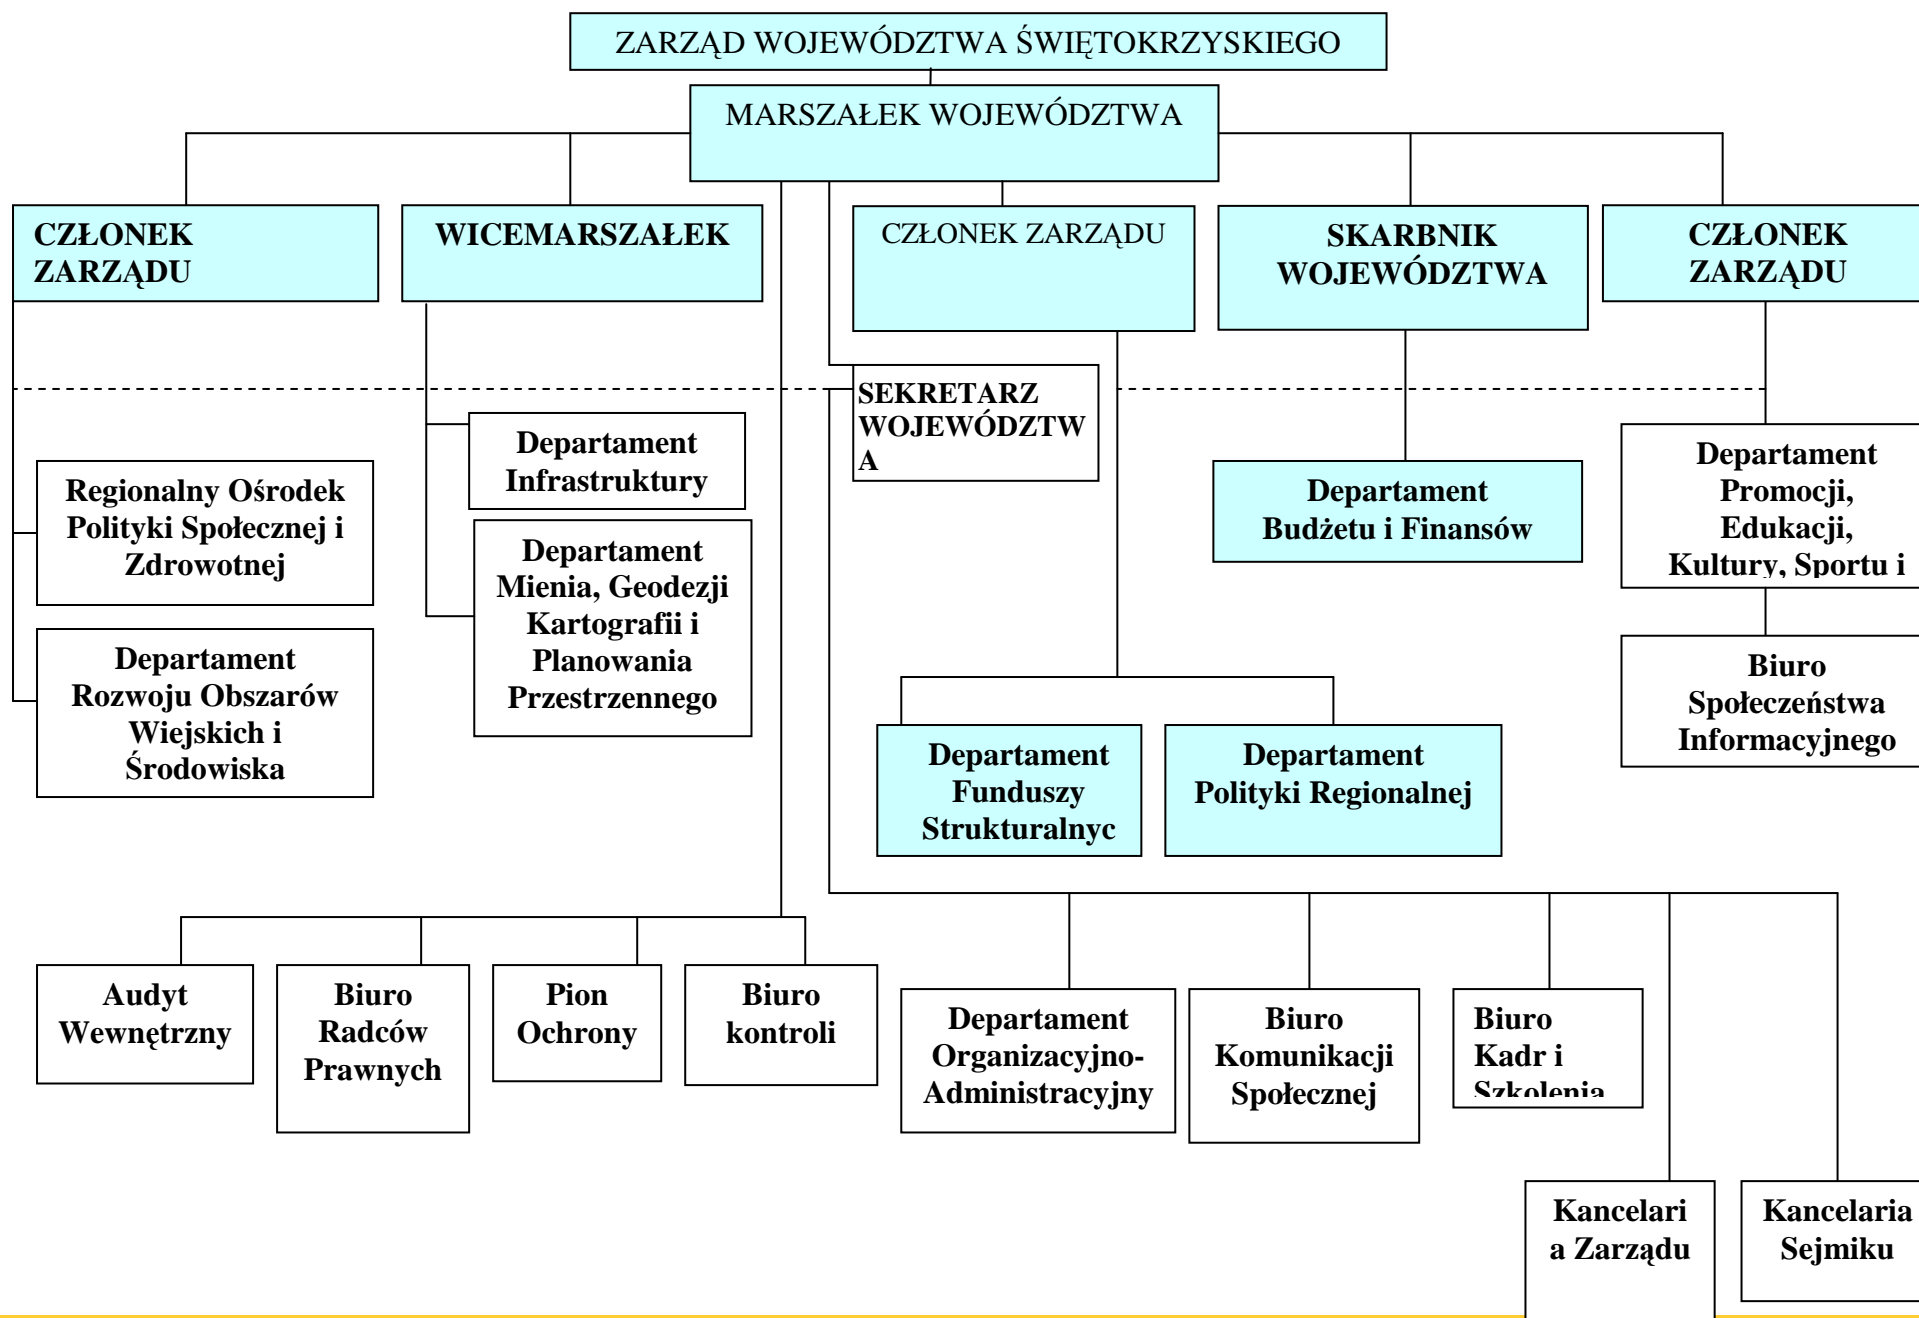 ZARZĄD WOJEWÓDZTWA ŚWIĘTOKRZYSKIEGO
MARSZAŁEK WOJEWÓDZTWA
CZŁONEK
ZARZĄDU
WICEMARSZAŁEK
CZŁONEK ZARZĄDU
SKARBNIK
WOJEWÓDZTWA
CZŁONEK
ZARZĄDU
SEKRETARZ
WOJEWÓDZTW
A
Departament
Infrastruktury
Regionalny Ośrodek
Polityki Społecznej i
Zdrowotnej
Departament
Mienia, Geodezji
Kartografii i
Planowania
Przestrzennego
Departament
Budżetu i Finansów
Departament
Promocji,
Edukacji,
Kultury, Sportu i
Departament
Rozwoju Obszarów
Wiejskich i
Środowiska
Biuro
Społeczeństwa
Informacyjnego
Departament
Funduszy
Strukturalnyc
Departament
Polityki Regionalnej
Audyt
Wewnętrzny
Biuro
Radców
Prawnych
Pion
Ochrony
Biuro
kontroli
Departament
Organizacyjno-
Administracyjny
Biuro
Komunikacji
Społecznej
Biuro
Kadr i
Szkolenia
Kancelari
a Zarządu
Kancelaria
Sejmiku